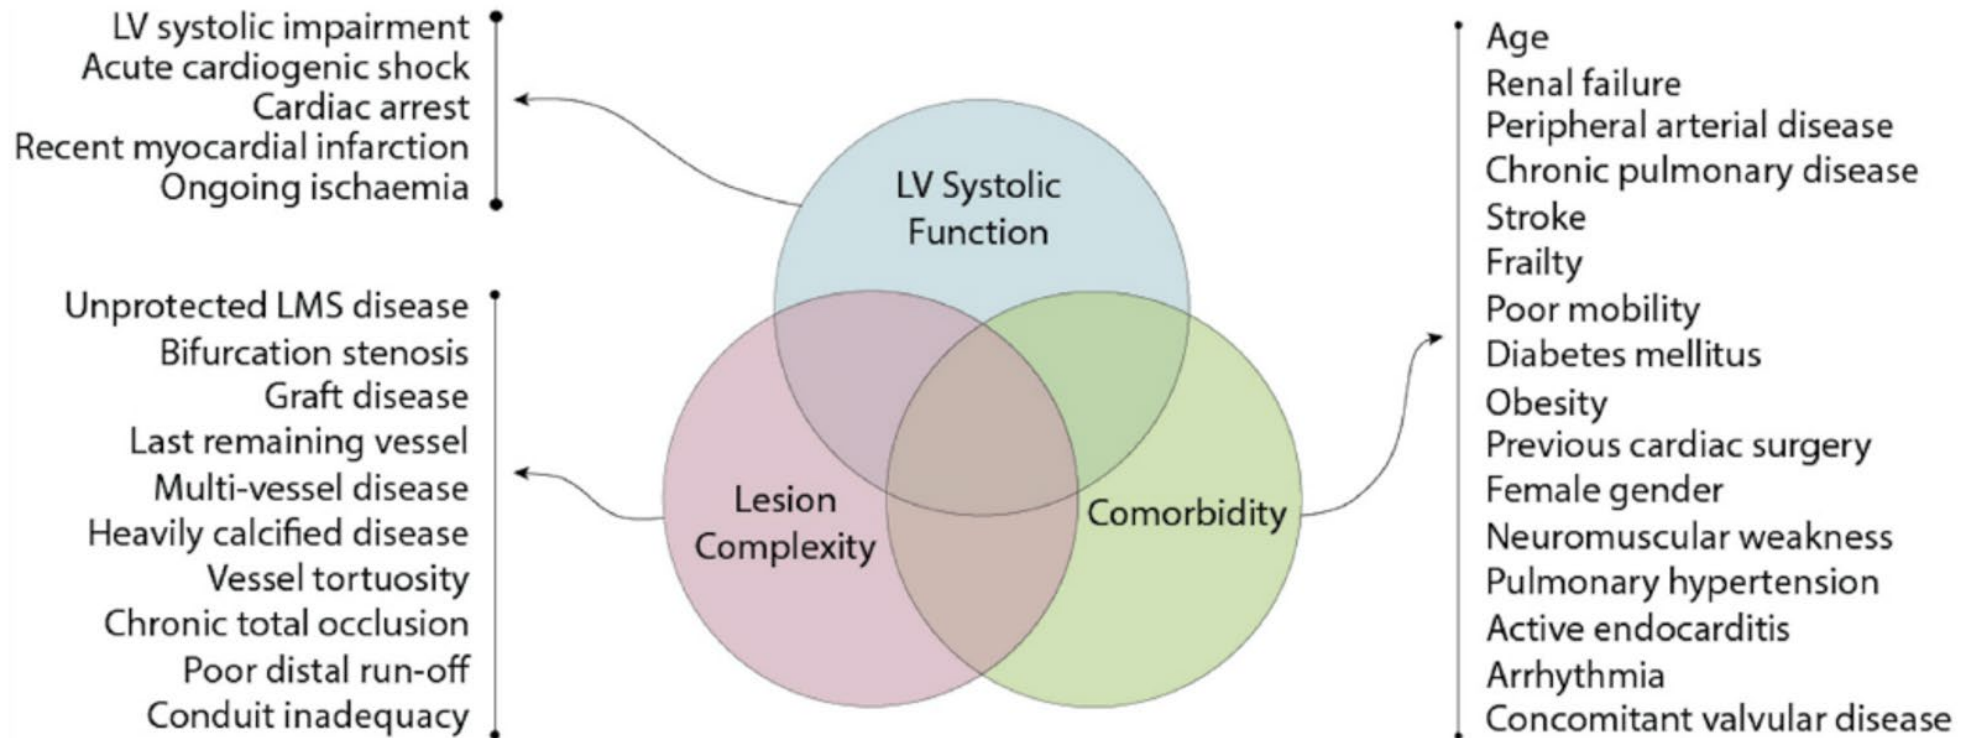 LV systolic impairment
Acute cardiogenic shock
Cardiac arrest
Recent myocardial infarction
Ongoing ischaemia
Unprotected LMS disease
Bifurcation stenosis
Graft disease
Last remaining vessel
Multi-vessel disease
Heavily calcified disease
Vessel tortuosity
Chronic total occlusion
Poor distal run-off
Conduit inadequacy
LV Systolic
Function
Lesion
Complexity
Comorbidity
Age
Renal failure
Peripheral arterial disease
Chronic pulmonary disease
Stroke
Frailty
Poor mobility
Diabetes mellitus
Obesity
Previous cardiac surgery
Female gender
Neuromuscular weakness
Pulmonary hypertension
Active endocarditis
Arrhythmia
Concomitant valvular disease